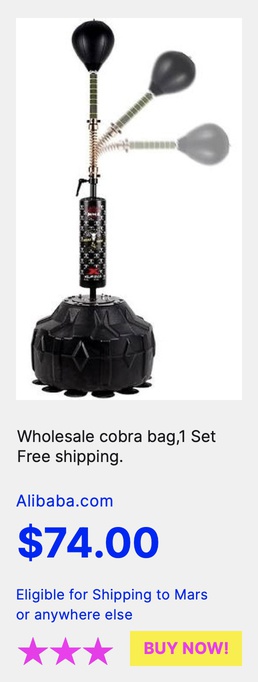 Wholesale cobra bag,1 Set
Free shipping.
Alibaba.com
$74.00
Eligible for Shipping to Mars
or anywhere else
BUY NOW!